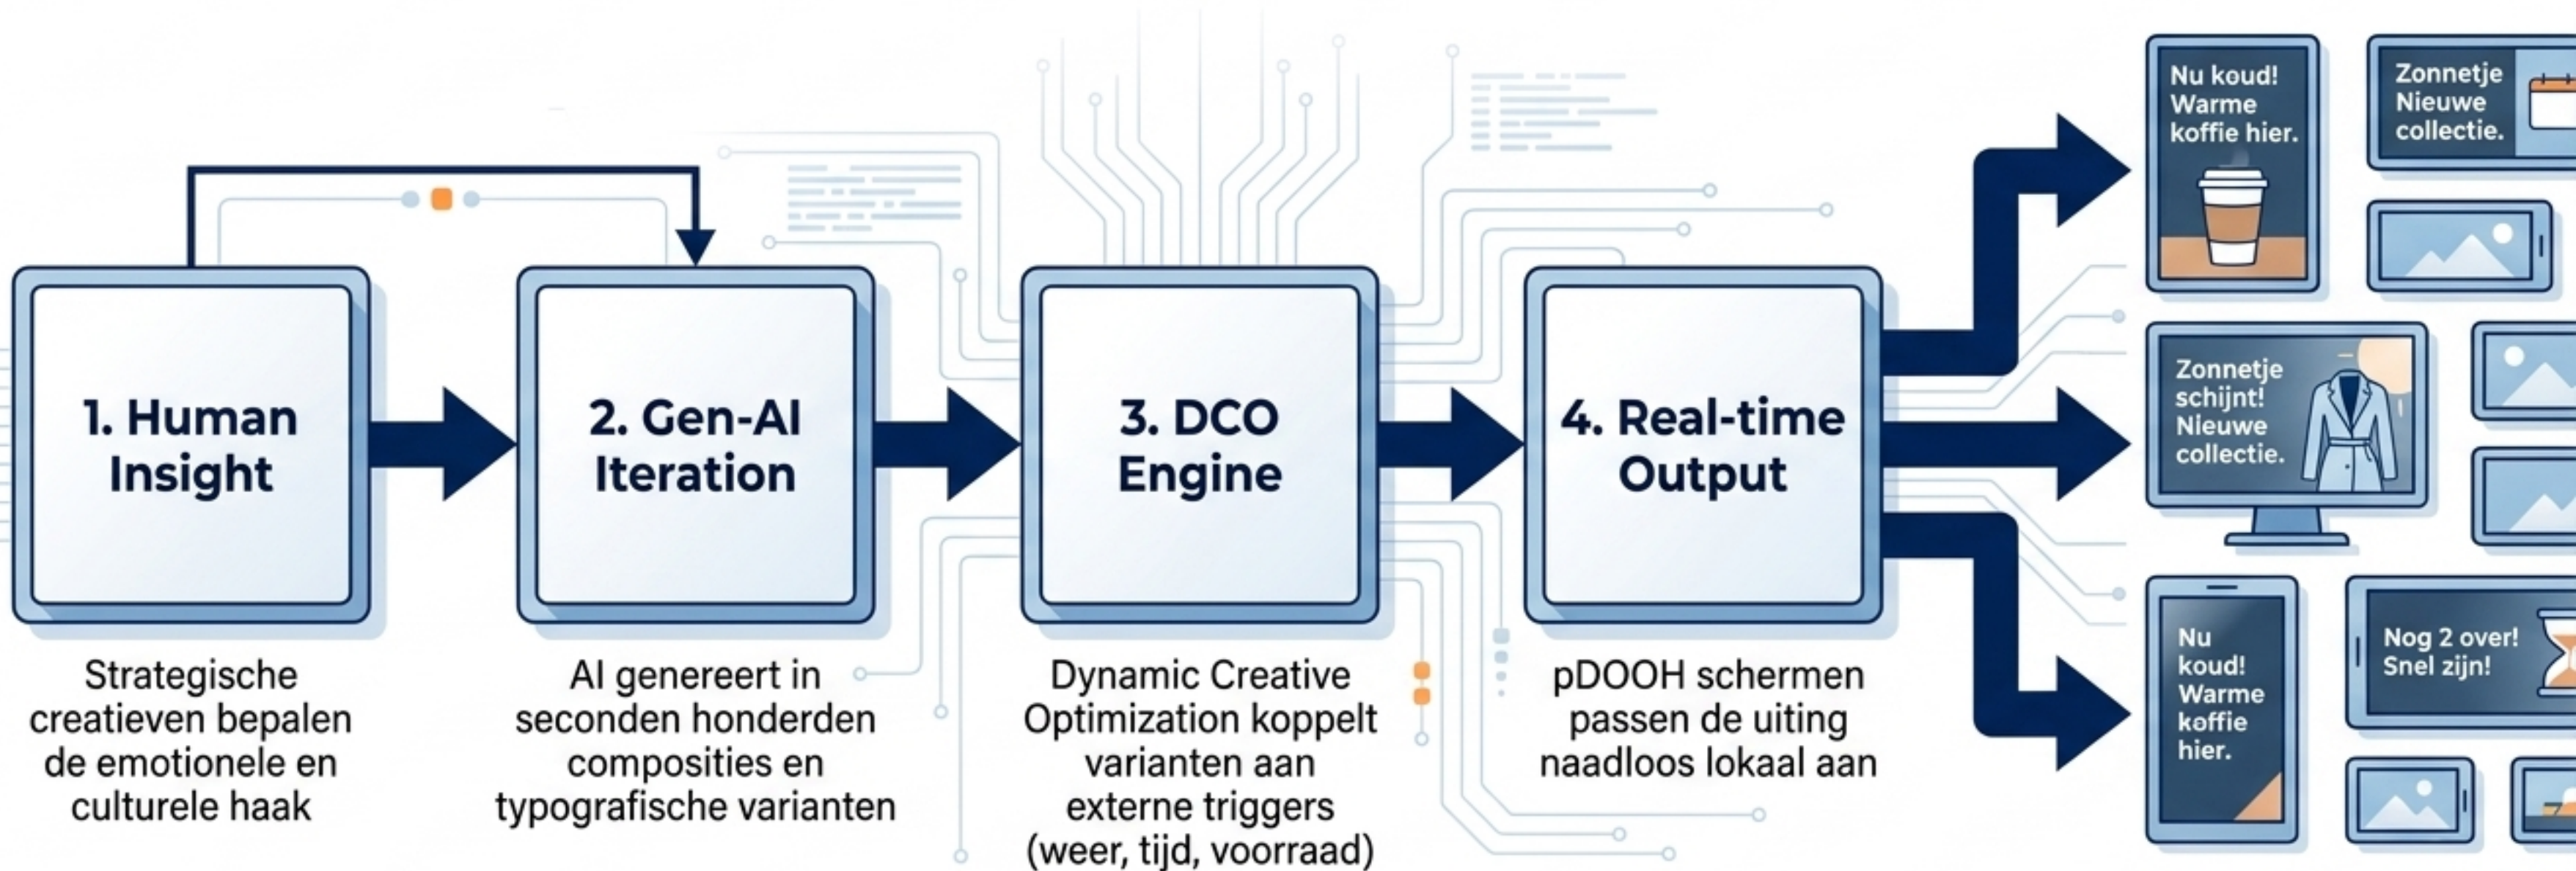 1. Human
Insight
Strategische
creatieven bepalen
de emotionele en
culturele haak
2. Gen-AI
Iteration
AI genereert in
seconden honderden
composities en
typografische varianten
3. DCO
Engine
Dynamic Creative
Optimization koppelt
varianten aan
externe triggers
(weer, tijd, voorraad)
4. Real-time
Output
pDOOH schermen
passen de uiting
naadloos lokaal aan
Nu koud!
Warme
koffie hier.
Zonnetje
Nieuwe
collectie.
Zonnetje
schijnt!
Nieuwe
collectie.
Nu
koud!
Warme
koffie
hier.
Nog 2 over!
Snel zijn!